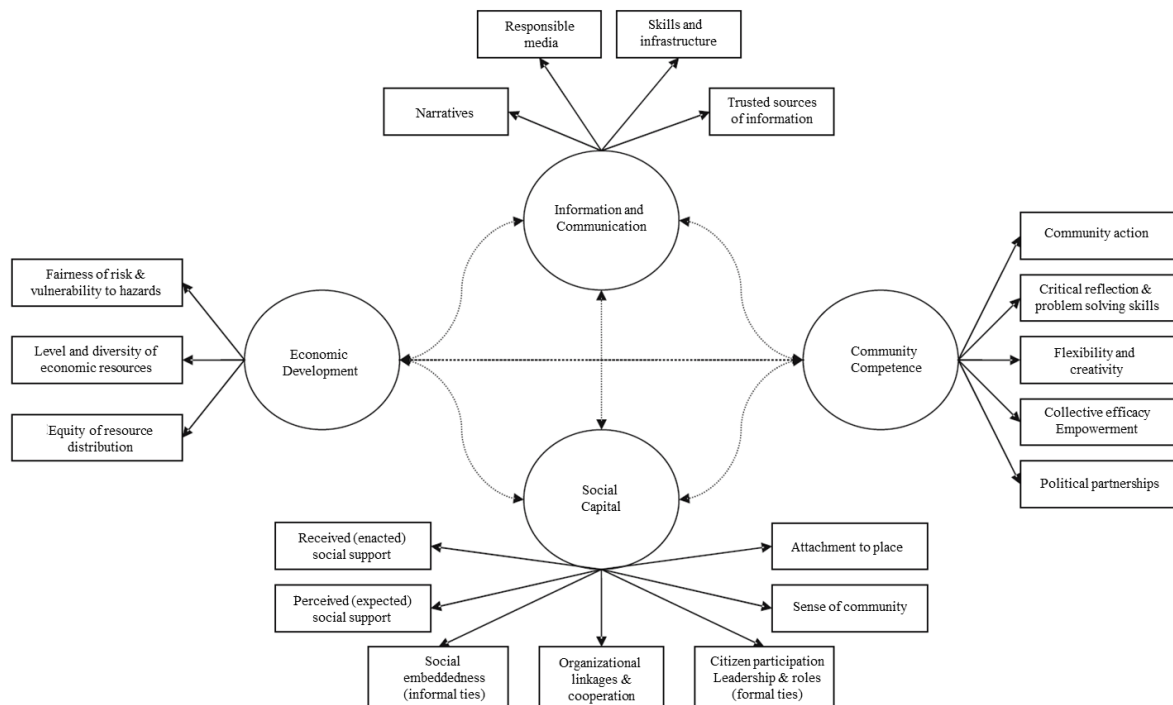 Responsible
media
Skills and
infrastructure
Narratives
Trusted sources
of information
Information and
Communication
Fairness of risk &
vulnerability to hazards
Level and diversity of
economic resources
Equity of resource
distribution
Economic
Development
Community
Competence
Community action
Critical reflection &
problem solving skills
Flexibility and
creativity
Collective efficacy
Empowerment
Political partnerships
Social
Capital
Received (enacted)
social support
Perceived (expected)
social support
Social
embeddedness
(informal ties)
Organizational
linkages &
cooperation
Citizen participation
Leadership & roles
(formal ties)
Attachment to place
Sense of community